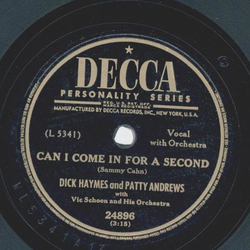 DECCA
PERSONALITY SERIES
REG. U.S. PAT. OFF.
MANUFACTURED BY DECCA RECORDS, INC., NEW YORK, U.S.A.
(L 5341)
Vocal
with Orchestra
CAN I COME IN FOR A SECOND
(Sammy Cahn)
DICK HAYMES and PATTY ANDREWS
with
Vic Schoen and His Orchestra
24896
(3:15)